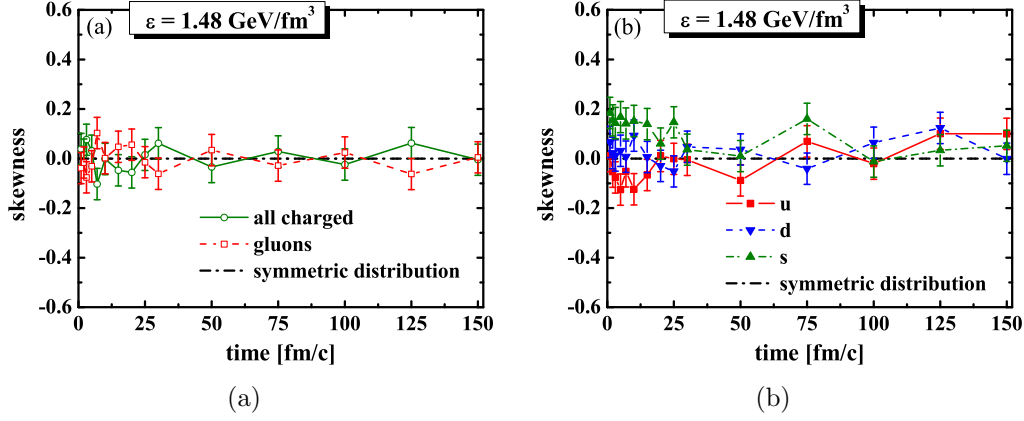 (a)
ε = 1.48 GeV/fm³
skewness
0.6
0.4
0.2
0.0
-0.2
-0.4
-0.6
all charged
gluons
symmetric distribution
0 25 50 75 100 125 150
time [fm/c]
(a)
(b)
ε = 1.48 GeV/fm³
skewness
0.6
0.4
0.2
0.0
-0.2
-0.4
-0.6
u
d
s
symmetric distribution
0 25 50 75 100 125 150
time [fm/c]
(b)